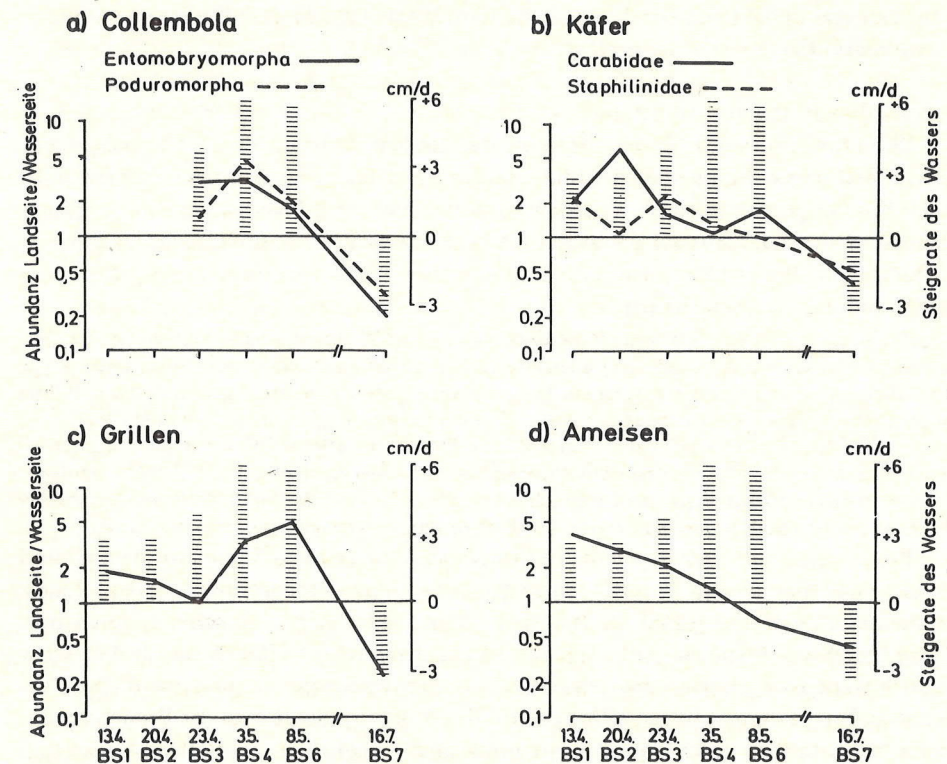 a) Collembola
Entomobryomorpha
Poduromorpha
cm/d
Abundanz Landseite/Wasserseite
10
5
2
1
0,5
0,2
0,1
+6
+3
0
-3
b) Käfer
Carabidae
Staphilinidae
cm/d
10
5
2
1
0,5
0,2
0,1
+6
+3
0
-3
Steigerate des Wassers
c) Grillen
cm/d
Abundanz Landseite/Wasserseite
10
5
2
1
0,5
0,2
0,1
+6
+3
0
-3
13.4. 20.4. 23.4. 3.5. 8.5. 16.7.
BS1 BS2 BS3 BS4 BS6 BS7
d) Ameisen
cm/d
10
5
2
1
0,5
0,2
0,1
+6
+3
0
-3
Steigerate des Wassers
13.4. 20.4. 23.4. 3.5. 8.5. 16.7.
BS1 BS2 BS3 BS4 BS6 BS7